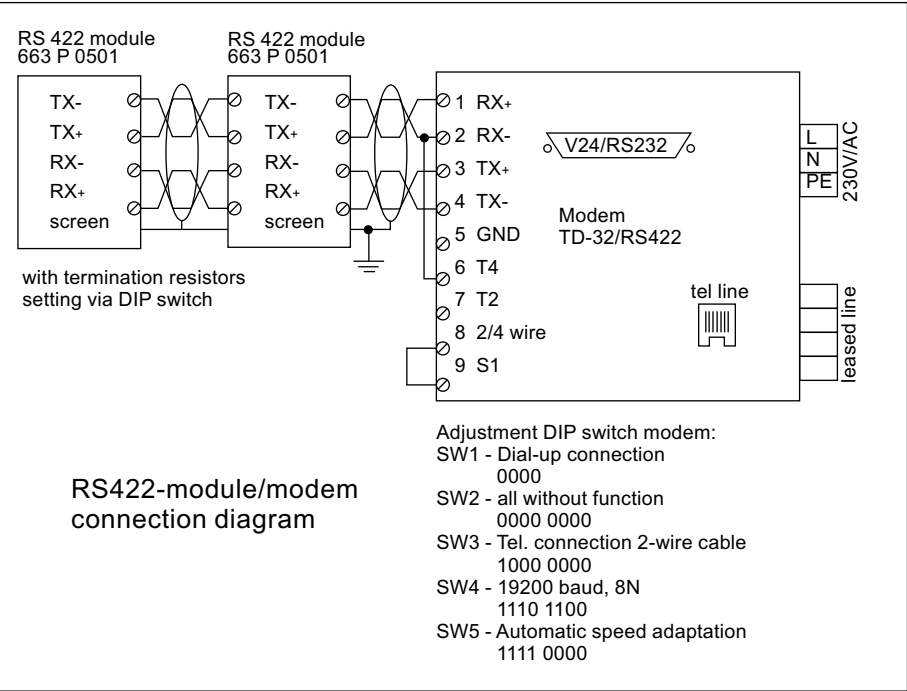 RS 422 module
663 P 0501
TX-
TX+
RX-
RX+
screen
with termination resistors
setting via DIP switch
RS 422 module
663 P 0501
TX-
TX+
RX-
RX+
screen
1 RX+
2 RX-
3 TX+
4 TX-
5 GND
6 T4
7 T2
8 2/4 wire
9 S1
V24/RS232
Modem
TD-32/RS422
tel line
L
N
PE
230V/AC
leased line
RS422-module/modem
connection diagram
Adjustment DIP switch modem:
SW1 - Dial-up connection
0000
SW2 - all without function
0000 0000
SW3 - Tel. connection 2-wire cable
1000 0000
SW4 - 19200 baud, 8N
1110 1100
SW5 - Automatic speed adaptation
1111 0000